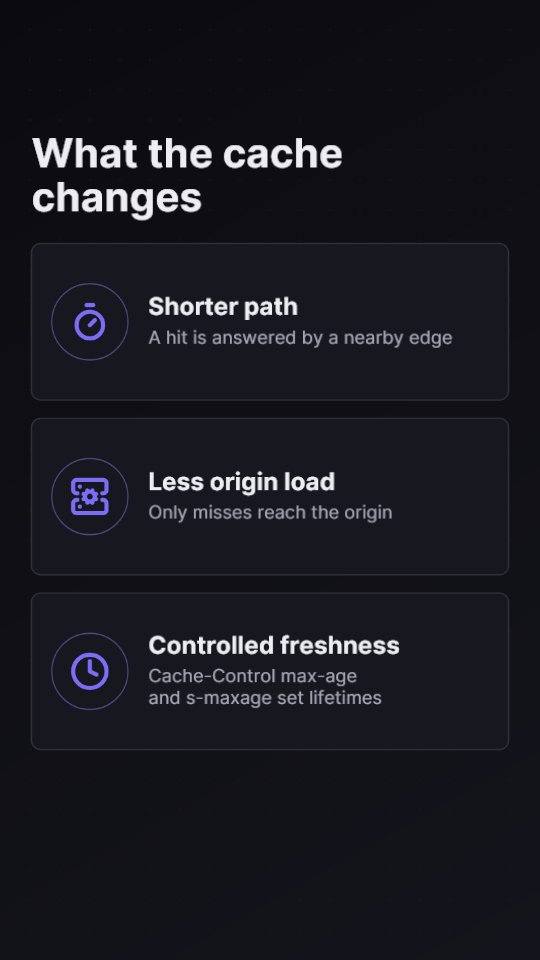 What the cache
changes
Shorter path
A hit is answered by a nearby edge
Less origin load
Only misses reach the origin
Controlled freshness
Cache-Control max-age
and s-maxage set lifetimes